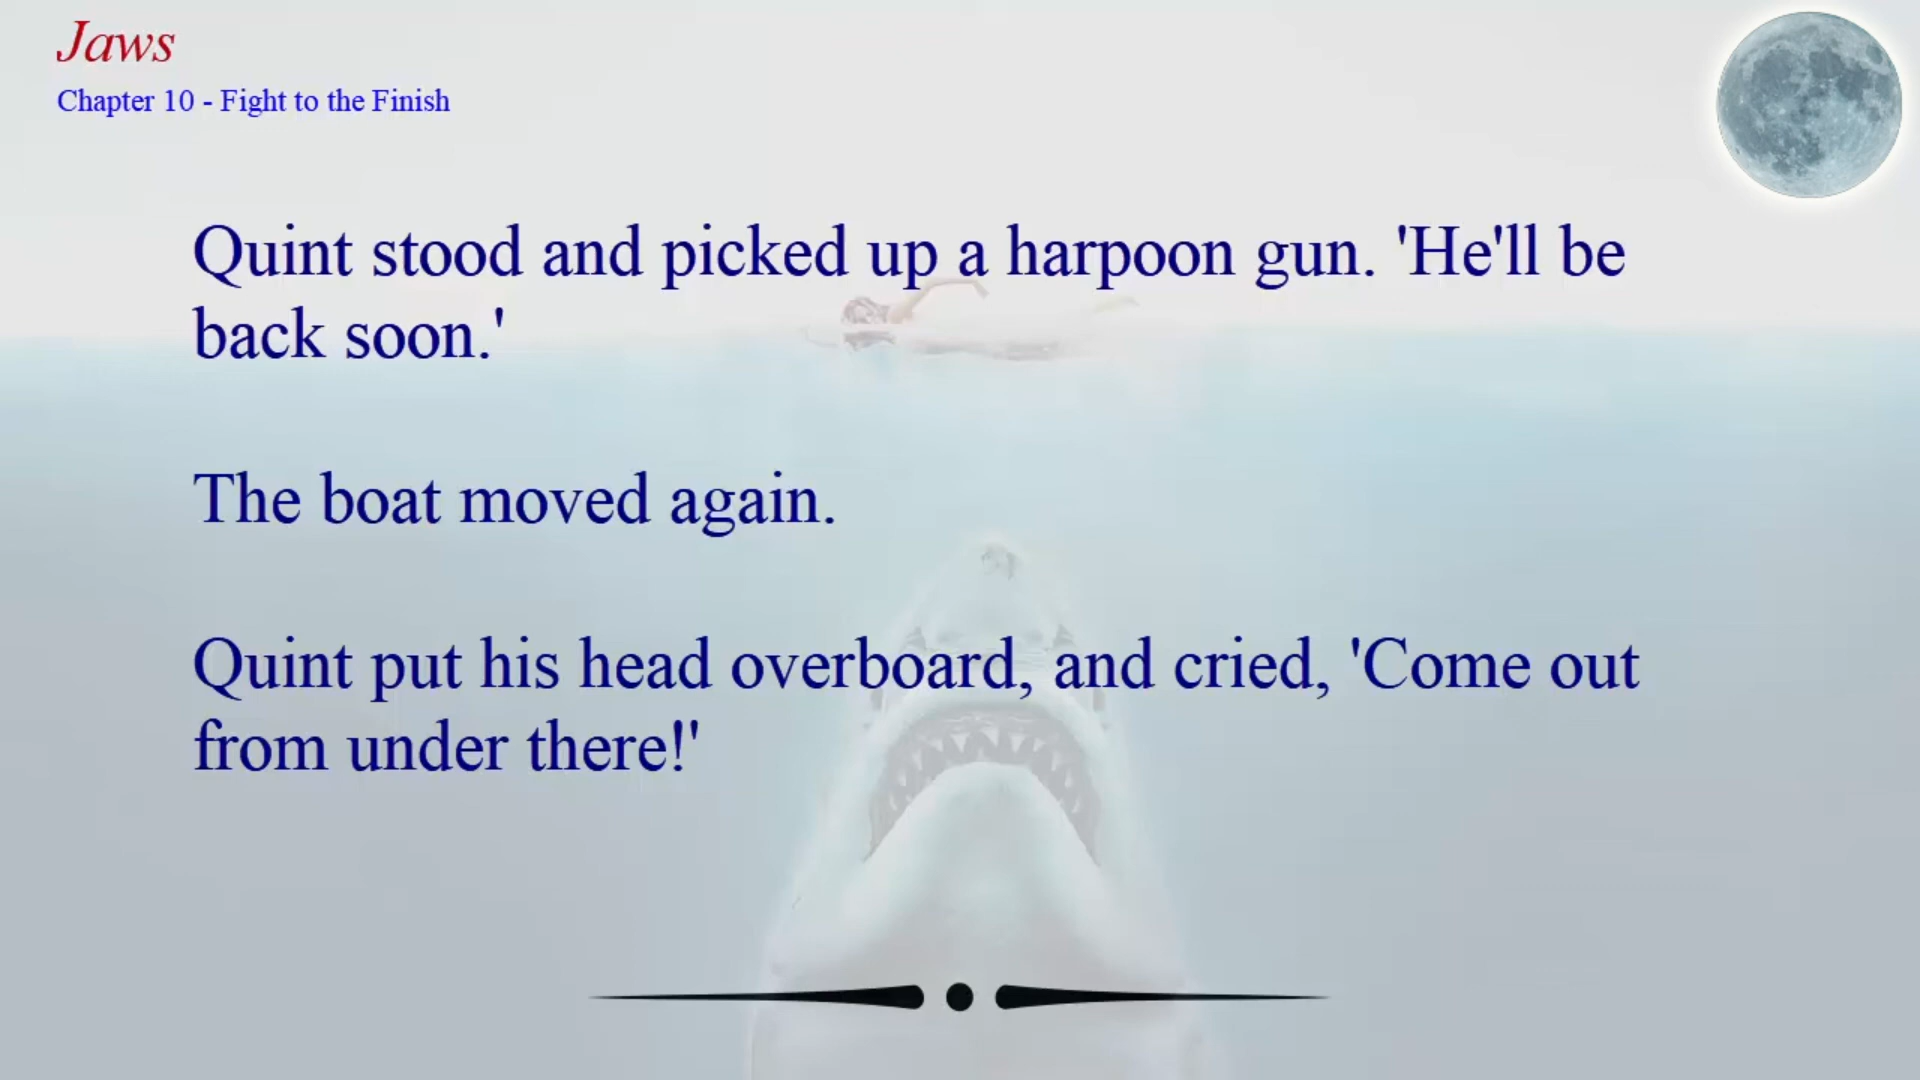 Jaws
Chapter 10 - Fight to the Finish
Quint stood and picked up a harpoon gun. 'He'll be
back soon.'
The boat moved again.
Quint put his head overboard, and cried, 'Come out
from under there!'